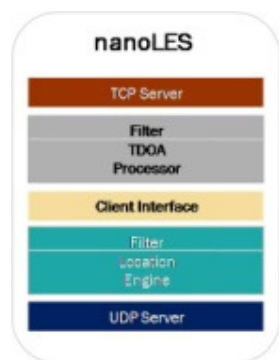 nanoLES
TCP Server
Filter
TDOA
Processor
Client Interface
Filter
Location
Engine
UDP Server